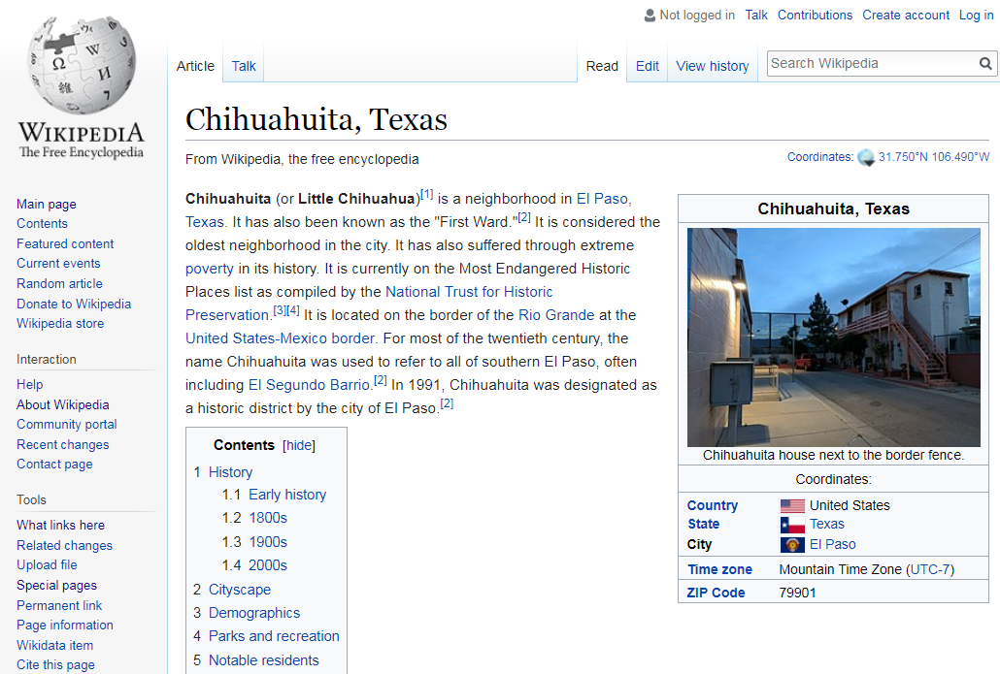 Not logged in Talk Contributions Create account Log in
Article Talk Read Edit View history Search Wikipedia
WIKIPEDIA
The Free Encyclopedia
Main page
Contents
Featured content
Current events
Random article
Donate to Wikipedia
Wikipedia store
Interaction
Help
About Wikipedia
Community portal
Recent changes
Contact page
Tools
What links here
Related changes
Upload file
Special pages
Permanent link
Page information
Wikidata item
Cite this page
Chihuahuita, Texas
From Wikipedia, the free encyclopedia
Coordinates: 31.750°N 106.490°W
Chihuahuita (or Little Chihuahua)[1] is a neighborhood in El Paso,
Texas. It has also been known as the "First Ward."[2] It is considered the
oldest neighborhood in the city. It has also suffered through extreme
poverty in its history. It is currently on the Most Endangered Historic
Places list as compiled by the National Trust for Historic
Preservation.[3][4] It is located on the border of the Rio Grande at the
United States-Mexico border. For most of the twentieth century, the
name Chihuahuita was used to refer to all of southern El Paso, often
including El Segundo Barrio.[2] In 1991, Chihuahuita was designated as
a historic district by the city of El Paso.[2]
Contents [hide]
1 History
1.1 Early history
1.2 1800s
1.3 1900s
1.4 2000s
2 Cityscape
3 Demographics
4 Parks and recreation
5 Notable residents
Chihuahuita, Texas
Chihuahuita house next to the border fence.
Coordinates:
Country United States
State Texas
City El Paso
Time zone Mountain Time Zone (UTC-7)
ZIP Code 79901